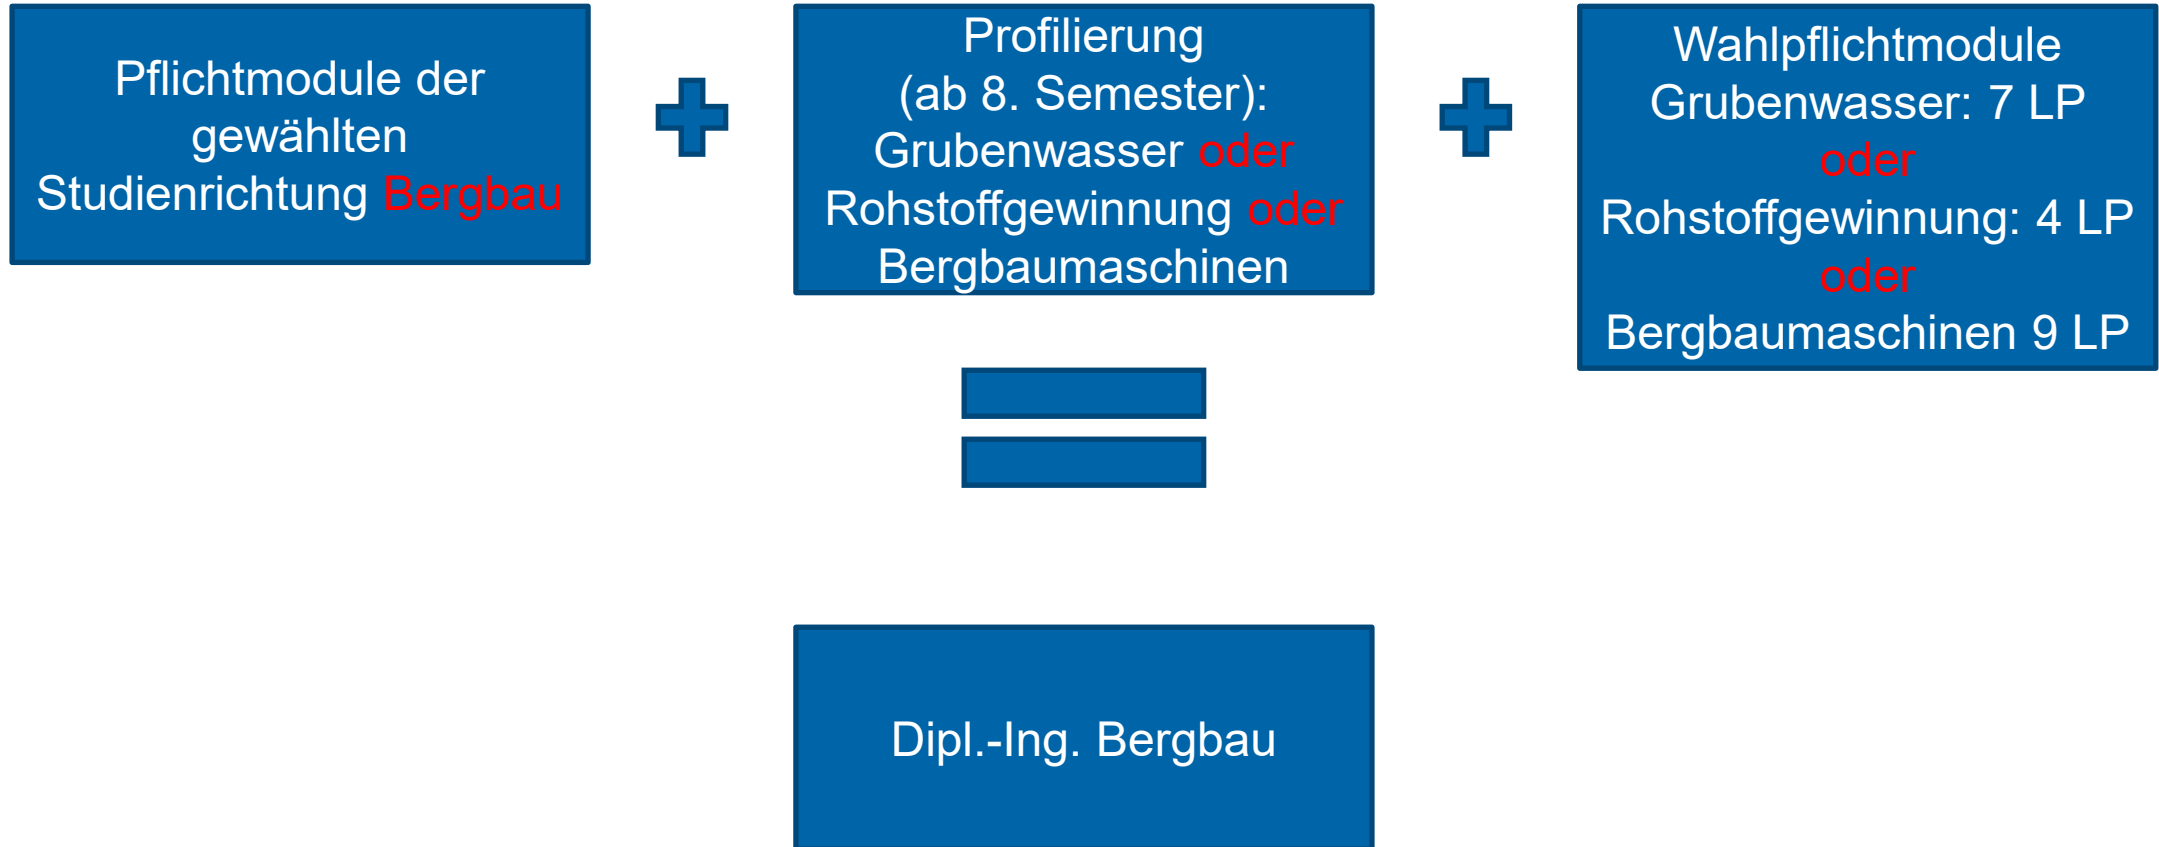 Pflichtmodule der
gewählten
Studienrichtung Bergbau
Profilierung
(ab 8. Semester):
Grubenwasser oder
Rohstoffgewinnung oder
Bergbaumaschinen
Wahlpflichtmodule
Grubenwasser: 7 LP
oder
Rohstoffgewinnung: 4 LP
oder
Bergbaumaschinen 9 LP
Dipl.-Ing. Bergbau